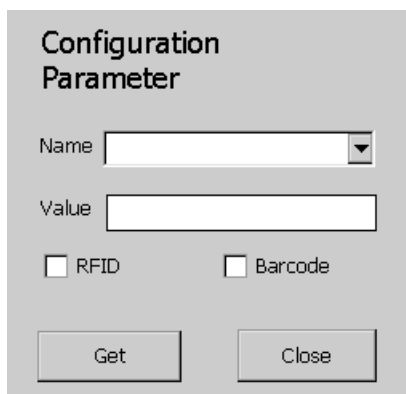 Configuration
Parameter
Name
Value
RFID Barcode
Get Close